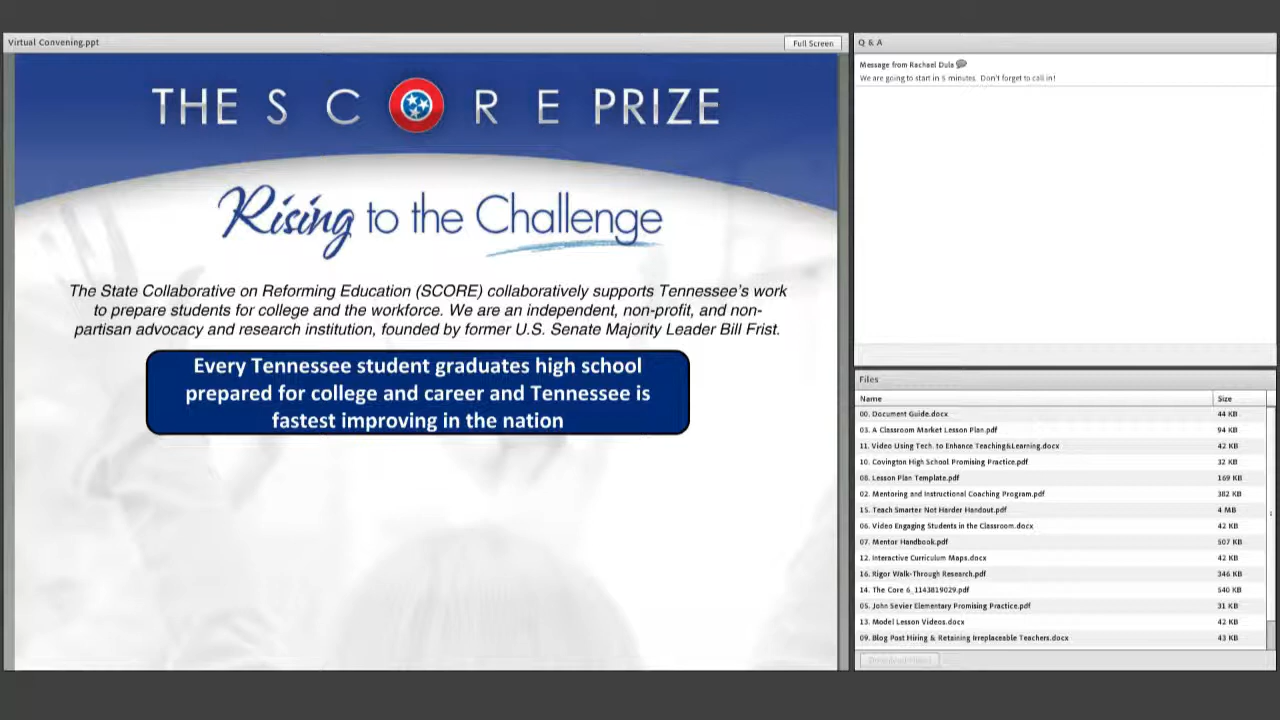 Virtual Convening.ppt
Full Screen
THE SCORE PRIZE
Rising to the Challenge
The State Collaborative on Reforming Education (SCORE) collaboratively supports Tennessee's work
to prepare students for college and the workforce. We are an independent, non-profit, and non-
partisan advocacy and research institution, founded by former U.S. Senate Majority Leader Bill Frist.
Every Tennessee student graduates high school
prepared for college and career and Tennessee is
fastest improving in the nation
Q & A
Message from Rachael Dula
We are going to start in 5 minutes. Don't forget to call in!
Files
Name Size
00. Document Guide.docx 44 KB
03. A Classroom Market Lesson Plan.pdf 94 KB
11. Video Using Tech. to Enhance Teaching&Learning.docx 42 KB
10. Covington High School Promising Practice.pdf 32 KB
08. Lesson Plan Template.pdf 169 KB
02. Mentoring and Instructional Coaching Program.pdf 382 KB
15. Teach Smarter Not Harder Handout.pdf 4 MB
06. Video Engaging Students in the Classroom.docx 42 KB
07. Mentor Handbook.pdf 507 KB
12. Interactive Curriculum Maps.docx 42 KB
16. Rigor Walk-Through Research.pdf 346 KB
14. The Core 6_1143819029.pdf 540 KB
05. John Sevier Elementary Promising Practice.pdf 31 KB
13. Model Lesson Videos.docx 42 KB
09. Blog Post Hiring & Retaining Irreplaceable Teachers.docx 43 KB